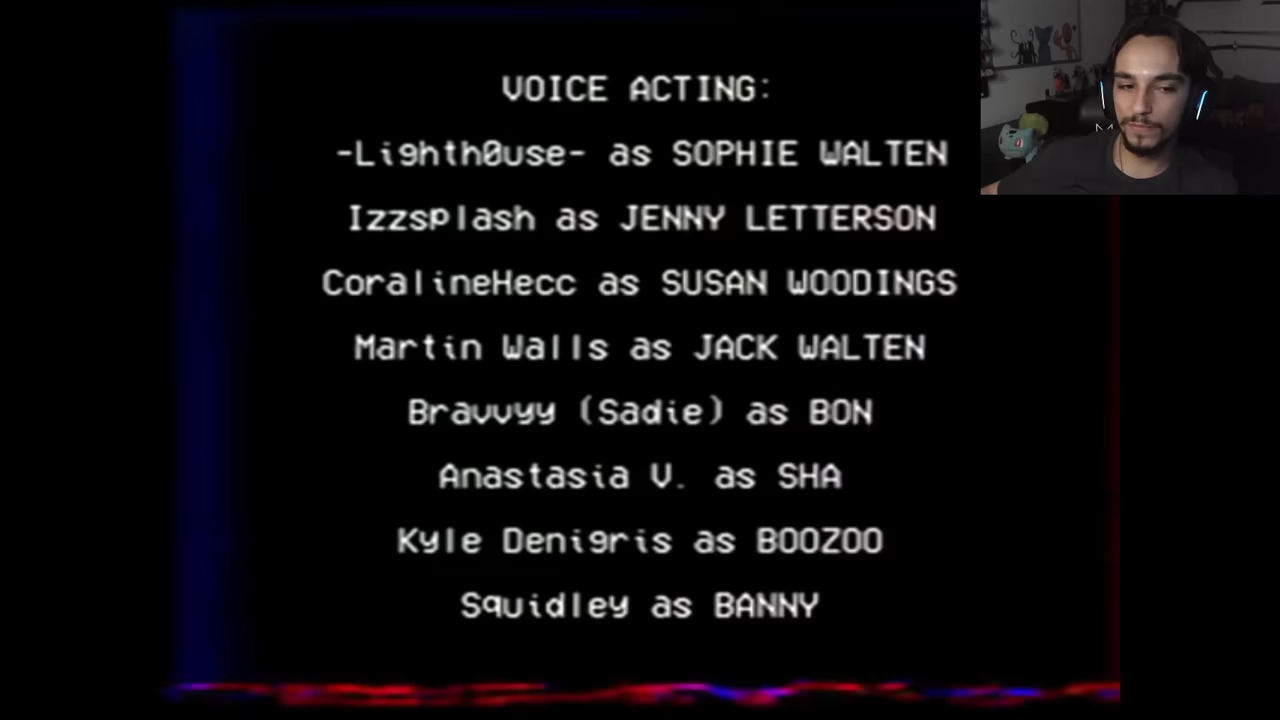 VOICE ACTING:
-Lighth0use- as SOPHIE WALTEN
Izzsplash as JENNY LETTERSON
CoralineHecc as SUSAN WOODINGS
Martin Walls as JACK WALTEN
Bravvyy (Sadie) as BON
Anastasia V. as SHA
Kyle Denigris as BOOZOO
Squidley as BANNY